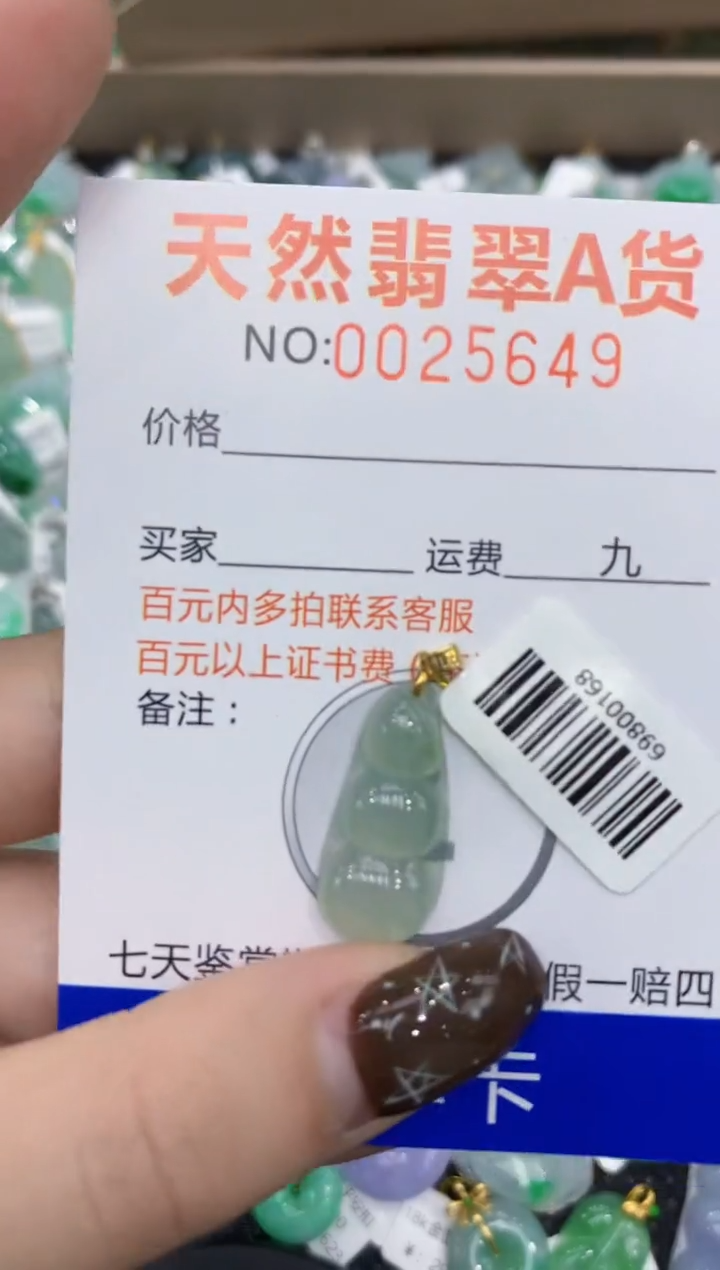 天然翡翠A货
NO:0025649
价格
买家 运费 九
百元内多拍联系客服
百元以上证书费
备注：
69800168
七天鉴赏
假一赔四
卡